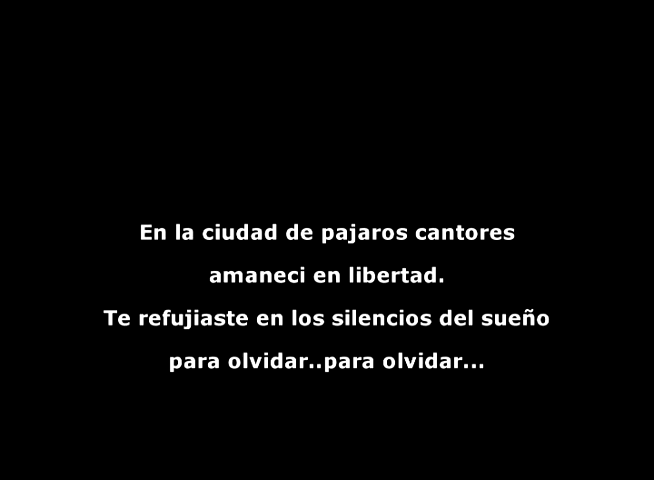 En la ciudad de pajaros cantores
amaneci en libertad.
Te refujiaste en los silencios del sueño
para olvidar..para olvidar...